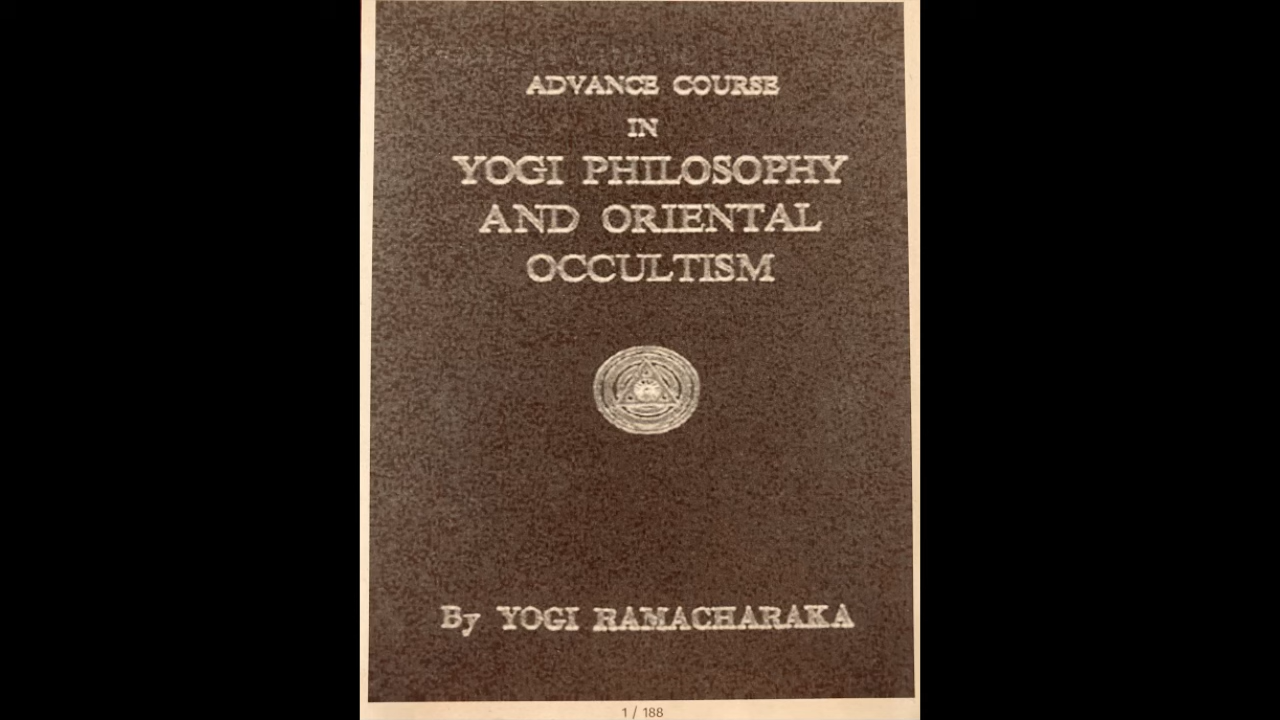 ADVANCE COURSE
IN
YOGI PHILOSOPHY
AND ORIENTAL
OCCULTISM
By YOGI RAMACHARAKA
1 / 188